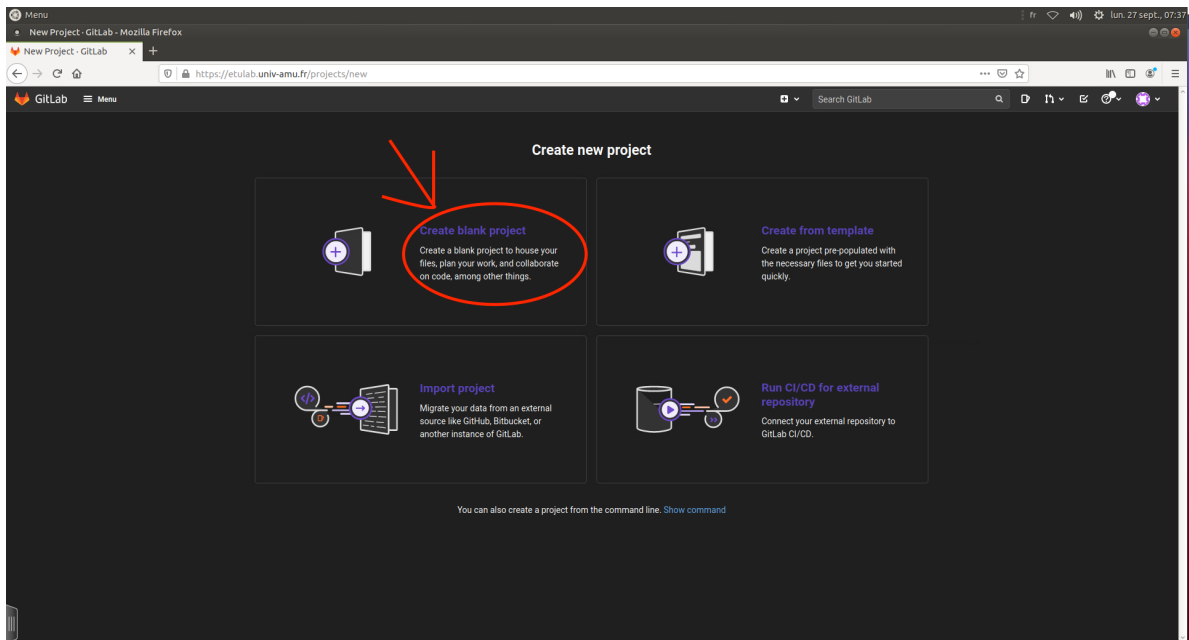 Menu
fr
lun. 27 sept., 07:37
New Project · GitLab - Mozilla Firefox
New Project · GitLab
https://etulab.univ-amu.fr/projects/new
GitLab
Menu
Search GitLab
Create new project
Create blank project
Create a blank project to house your
files, plan your work, and collaborate
on code, among other things.
Create from template
Create a project pre-populated with
the necessary files to get you started
quickly.
Import project
Migrate your data from an external
source like GitHub, Bitbucket, or
another instance of GitLab.
Run CI/CD for external
repository
Connect your external repository to
GitLab CI/CD.
You can also create a project from the command line. Show command